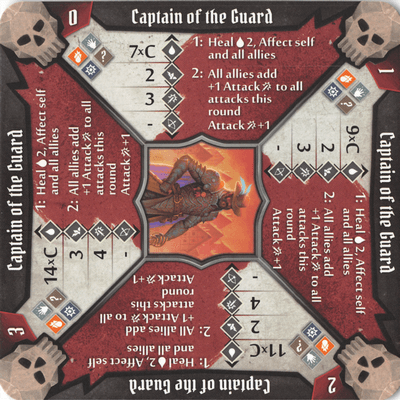 0
Captain of the Guard
7xC
2
3
-
1: Heal 2, Affect self
and all allies
2: All allies add
+1 Attack to all
attacks this
round
Attack +1
1
Captain of the Guard
9xC
2
3
-
1: Heal 2, Affect self
and all allies
2: All allies add
+1 Attack to all
attacks this
round
Attack +1
2
Captain of the Guard
11xC
2
4
-
1: Heal 2, Affect self
and all allies
2: All allies add
+1 Attack to all
attacks this
round
Attack +1
3
Captain of the Guard
14xC
3
4
-
1: Heal 2, Affect self
and all allies
2: All allies add
+1 Attack to all
attacks this
round
Attack +1